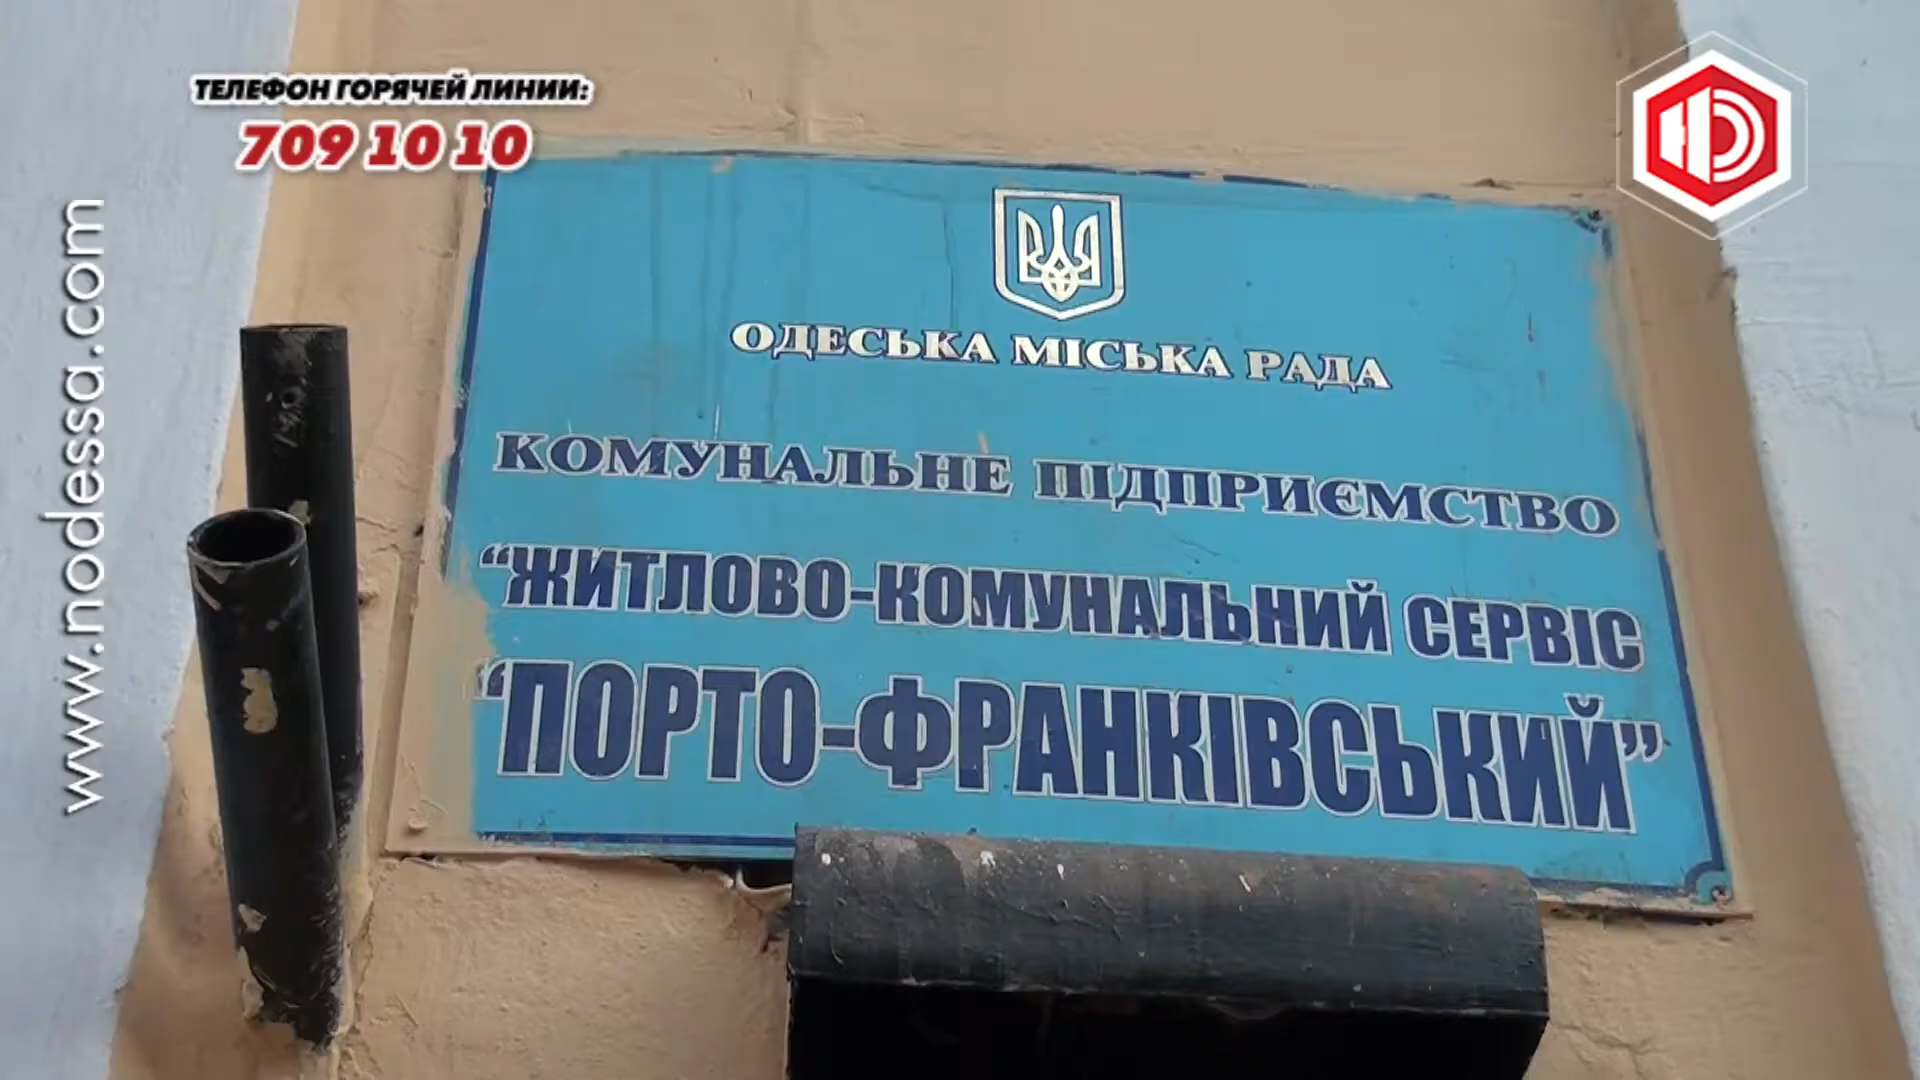 ТЕЛЕФОН ГОРЯЧЕЙ ЛИНИИ:
709 10 10
www.nodessa.com
ОДЕСЬКА МІСЬКА РАДА
КОМУНАЛЬНЕ ПІДПРИЄМСТВО
“ЖИТЛОВО-КОМУНАЛЬНИЙ СЕРВІС
“ПОРТО-ФРАНКІВСЬКИЙ”